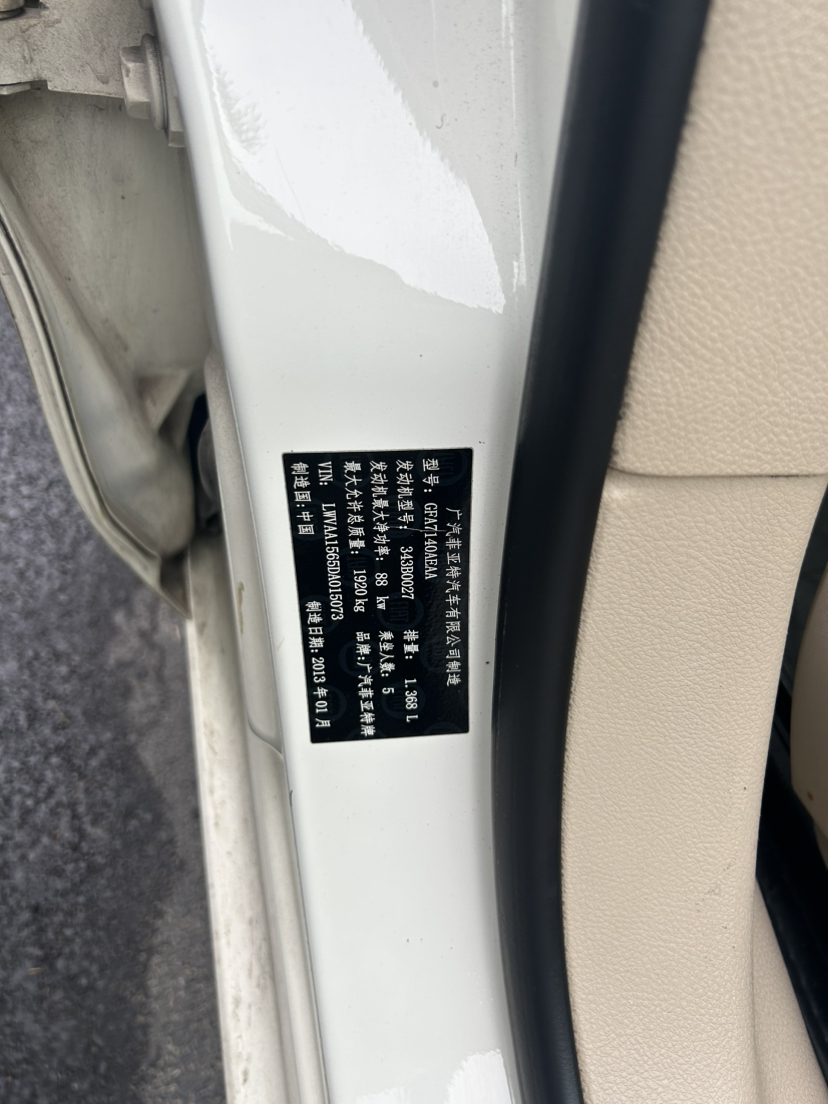 广汽菲亚特汽车有限公司制造
型号: GFA7140AEAA
发动机型号: 343B0027 排量: 1.368 L
发动机最大净功率: 88 kw 乘坐人数: 5
最大允许总质量: 1920 kg 品牌:广汽菲亚特牌
VIN: LWVAA1565DA015073
制造国:中国 制造日期:2013 年 01 月